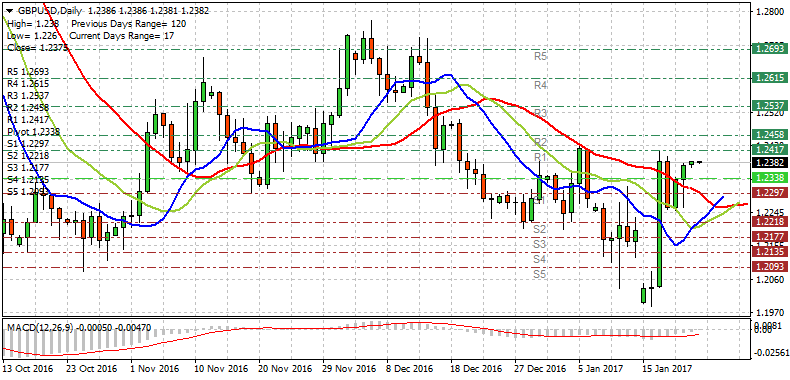 GBPUSD,Daily 1.2386 1.2386 1.2381 1.2382
High= 1.238 Previous Days Range= 120
Low= 1.226 Current Days Range= 17
Close= 1.2375
R5 1.2693
R4 1.2615
R3 1.2537
R2 1.2458
R1 1.2417
Pivot 1.2338
S1 1.2297
S2 1.2218
S3 1.2177
S4 1.2135
S5 1.2093
R5
R4
R3
R2
R1
S2
S3
S4
S5
1.2800
1.2693
1.2615
1.2537
1.2520
1.2458
1.2417
1.2382
1.2338
1.2297
1.2245
1.2218
1.2177
1.2135
1.2093
1.2060
1.1970
MACD(12,26,9) -0.00050 -0.00470
0.0081
-0.02561
13 Oct 2016
23 Oct 2016
1 Nov 2016
10 Nov 2016
20 Nov 2016
29 Nov 2016
8 Dec 2016
18 Dec 2016
27 Dec 2016
5 Jan 2017
15 Jan 2017